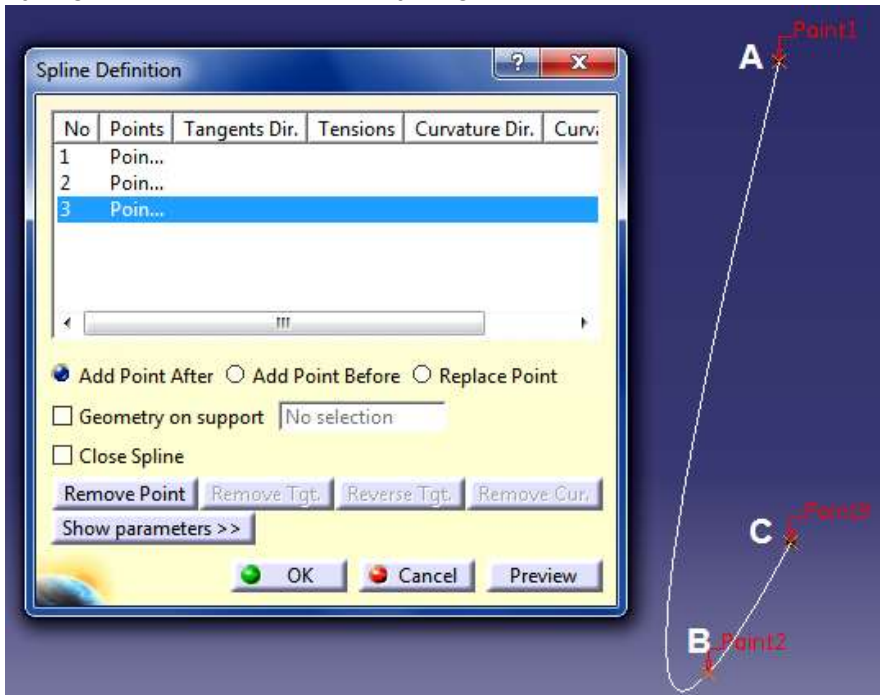 Spline Definition
?
X
No Points Tangents Dir. Tensions Curvature Dir. Curva
1 Poin...
2 Poin...
3 Poin...
Add Point After Add Point Before Replace Point
Geometry on support No selection
Close Spline
Remove Point Remove Tgt. Reverse Tgt. Remove Cur.
Show parameters >>
OK Cancel Preview
A Point1
C
B Point2